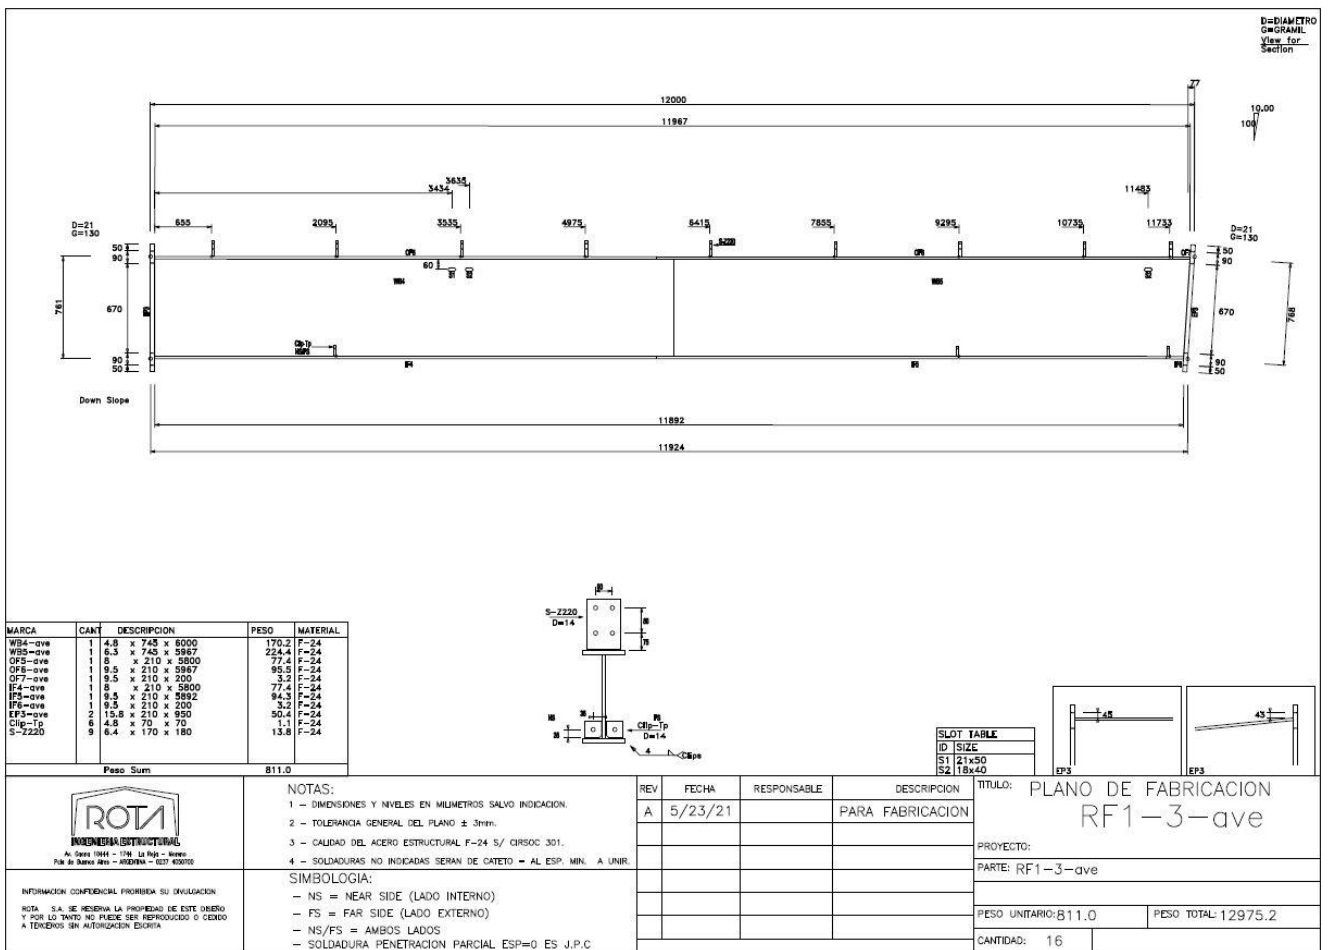 D=DIAMETRO
G=GRAMIL
View for
Section
77
12000
11967
10.00
100
3635
3434
11483
655 2095 3535 4975 6415 7855 9295 10735 11733
D=21
G=130
D=21
G=130
S-Z220
50
90
60
50
90
761
670
670
768
WB4
WB5
EP3
EP3
Clip-Tp
NS/FS
90
50
IF4
90
50
Down Slope
11892
11924
S-Z220
D=14
Clip-Tp
D=14
4
Clips
MARCA CANT DESCRIPCION PESO MATERIAL
WB4-ave 1 4.8 x 745 x 6000 170.2 F-24
WB5-ave 1 6.3 x 745 x 5967 224.4 F-24
OF5-ave 1 8 x 210 x 5800 77.4 F-24
OF6-ave 1 9.5 x 210 x 5967 95.5 F-24
OF7-ave 1 9.5 x 210 x 200 3.2 F-24
IF4-ave 1 8 x 210 x 5800 77.4 F-24
IF5-ave 1 9.5 x 210 x 5892 94.3 F-24
IF6-ave 1 9.5 x 210 x 200 3.2 F-24
EP3-ave 2 15.8 x 210 x 950 50.4 F-24
Clip-Tp 6 4.8 x 70 x 70 1.1 F-24
S-Z220 9 6.4 x 170 x 180 13.8 F-24
Peso Sum 811.0
SLOT TABLE
ID SIZE
S1 21x50
S2 18x40
45
EP3
43
EP3
ROTA
INGENIERIA ESTRUCTURAL
NOTAS:
1 - DIMENSIONES Y NIVELES EN MILIMETROS SALVO INDICACION.
2 - TOLERANCIA GENERAL DEL PLANO ± 3mm.
3 - CALIDAD DEL ACERO ESTRUCTURAL F-24 S/ CIRSOC 301.
4 - SOLDADURAS NO INDICADAS SERAN DE CATETO = AL ESP. MIN. A UNIR.
SIMBOLOGIA:
- NS = NEAR SIDE (LADO INTERNO)
- FS = FAR SIDE (LADO EXTERNO)
- NS/FS = AMBOS LADOS
- SOLDADURA PENETRACION PARCIAL ESP=0 ES J.P.C
INFORMACION CONFIDENCIAL PROHIBIDA SU DIVULGACION
ROTA S.A. SE RESERVA LA PROPIEDAD DE ESTE DISEÑO
Y POR LO TANTO NO PUEDE SER REPRODUCIDO O CEDIDO
A TERCEROS SIN AUTORIZACION ESCRITA
REV FECHA RESPONSABLE DESCRIPCION
A 5/23/21 PARA FABRICACION
TITULO: PLANO DE FABRICACION
RF1-3-ave
PROYECTO:
PARTE: RF1-3-ave
PESO UNITARIO: 811.0 PESO TOTAL: 12975.2
CANTIDAD: 16